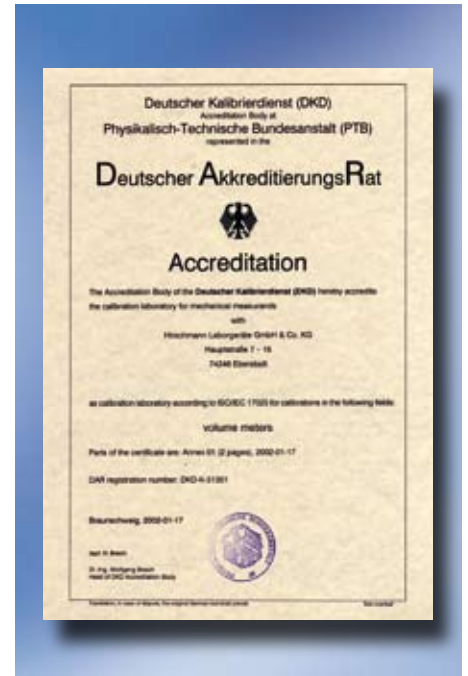 Deutscher Kalibrierdienst (DKD)
Accreditation Body at
Physikalisch-Technische Bundesanstalt (PTB)
represented in the
Deutscher AkkreditierungsRat
Accreditation
The Accreditation Body of the Deutscher Kalibrierdienst (DKD) hereby accredits
the calibration laboratory for mechanical measurands
with
Hirschmann Laborgeräte GmbH & Co. KG
Hauptstraße 7 - 15
74246 Eberstadt
as calibration laboratory according to ISO/IEC 17025 for calibrations in the following fields:
volume meters
Parts of the certificate are: Annex 01 (2 pages), 2002-01-17
DAR registration number:
Braunschweig, 2002-01-17
Dr.-Ing. Wolfgang
Head of DKD Accreditation Body